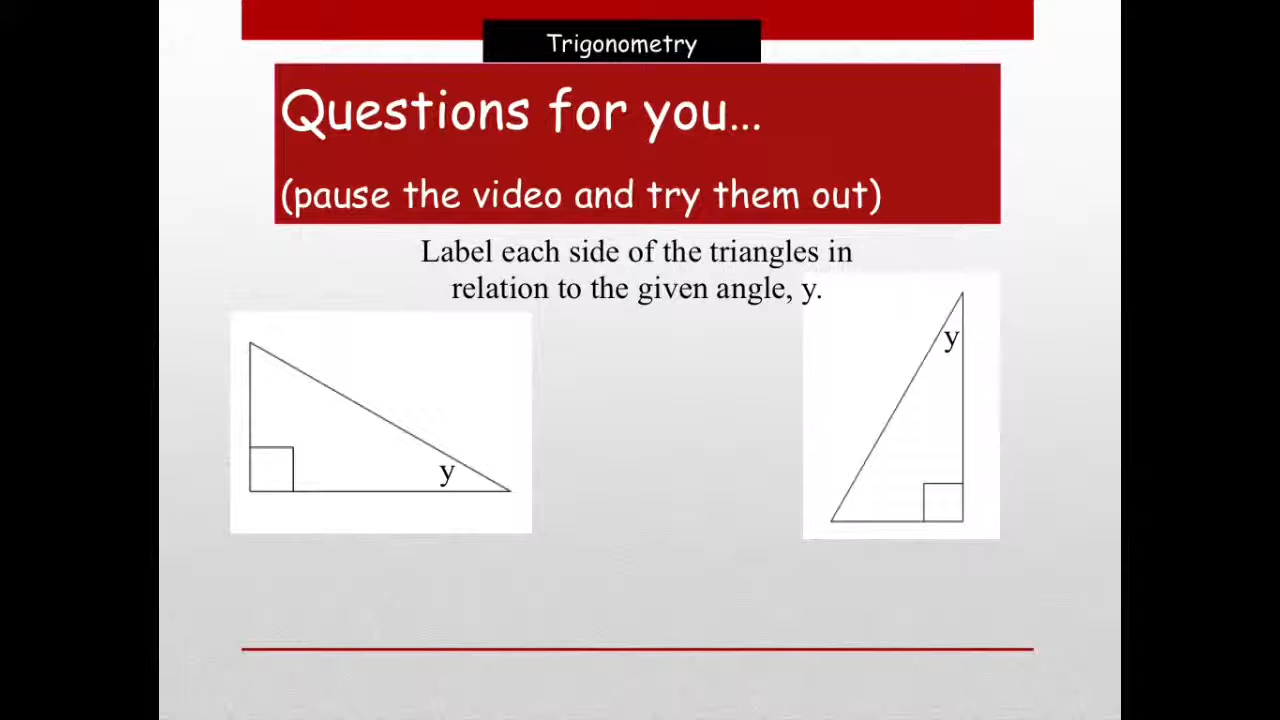 Trigonometry
Questions for you...
(pause the video and try them out)
Label each side of the triangles in
relation to the given angle, y.
y
y